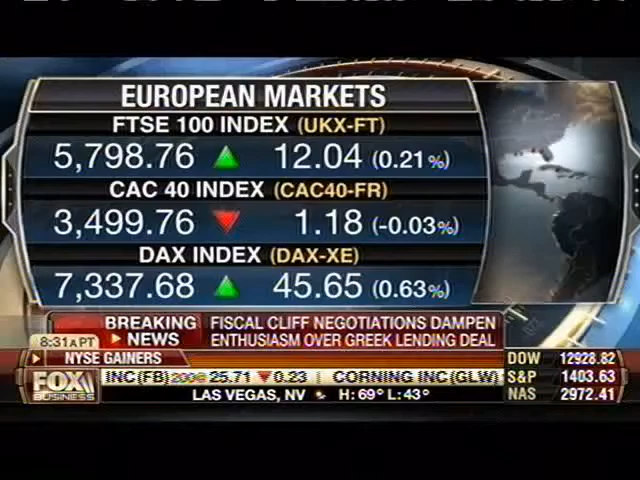 EUROPEAN MARKETS
FTSE 100 INDEX (UKX-FT)
5,798.76 12.04 (0.21%)
CAC 40 INDEX (CAC40-FR)
3,499.76 1.18 (-0.03%)
DAX INDEX (DAX-XE)
7,337.68 45.65 (0.63%)
BREAKING NEWS
FISCAL CLIFF NEGOTIATIONS DAMPEN
ENTHUSIASM OVER GREEK LENDING DEAL
8:31A PT
NYSE GAINERS
DOW 12928.82
FOX BUSINESS
INC(FB) 25.71 0.23 CORNING INC(GLW)
S&P 1403.63
LAS VEGAS, NV H:69° L:43°
NAS 2972.41